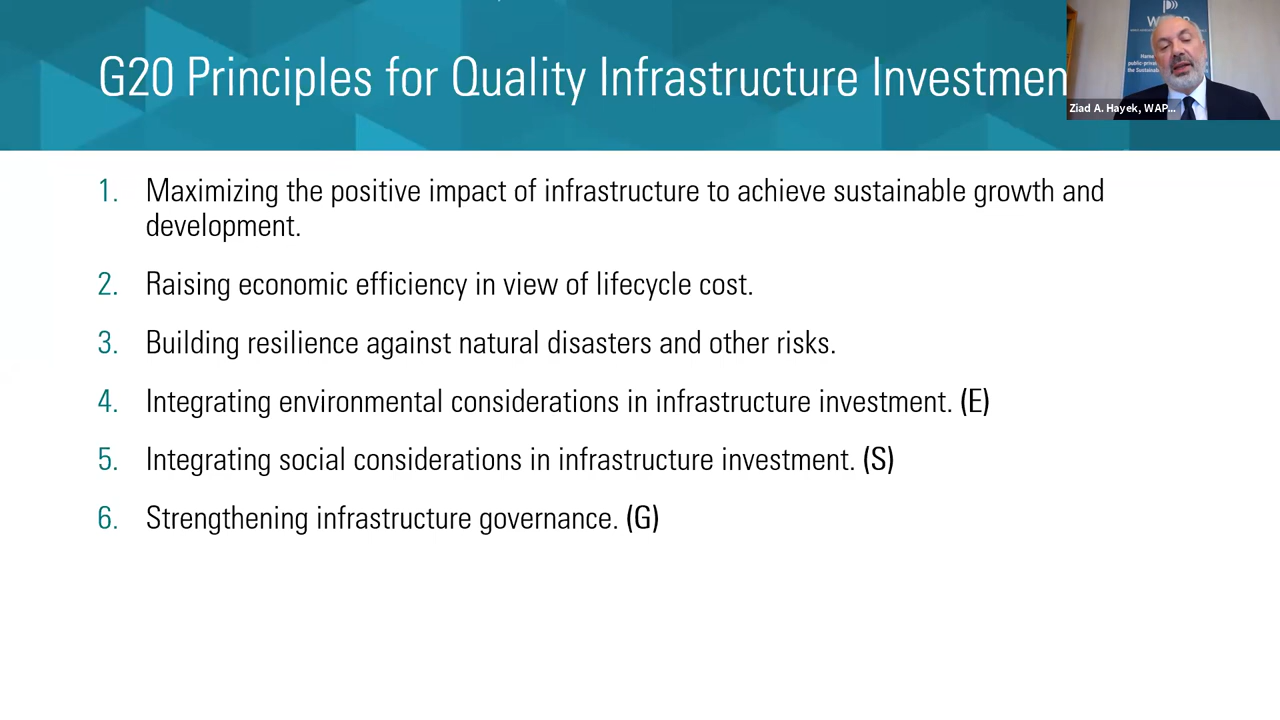 G20 Principles for Quality Infrastructure Investmen
Ziad A. Hayek, WAP...
1. Maximizing the positive impact of infrastructure to achieve sustainable growth and
development.
2. Raising economic efficiency in view of lifecycle cost.
3. Building resilience against natural disasters and other risks.
4. Integrating environmental considerations in infrastructure investment. (E)
5. Integrating social considerations in infrastructure investment. (S)
6. Strengthening infrastructure governance. (G)